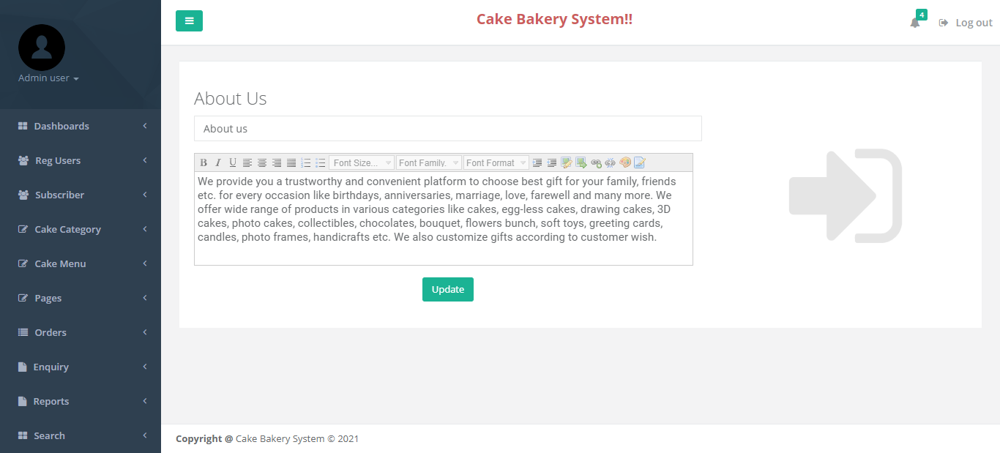 Cake Bakery System!!
4
Log out
Admin user
Dashboards
Reg Users
Subscriber
Cake Category
Cake Menu
Pages
Orders
Enquiry
Reports
Search
About Us
About us
B I U Font Size... Font Family. Font Format
We provide you a trustworthy and convenient platform to choose best gift for your family, friends
etc. for every occasion like birthdays, anniversaries, marriage, love, farewell and many more. We
offer wide range of products in various categories like cakes, egg-less cakes, drawing cakes, 3D
cakes, photo cakes, collectibles, chocolates, bouquet, flowers bunch, soft toys, greeting cards,
candles, photo frames, handicrafts etc. We also customize gifts according to customer wish.
Update
Copyright @ Cake Bakery System © 2021